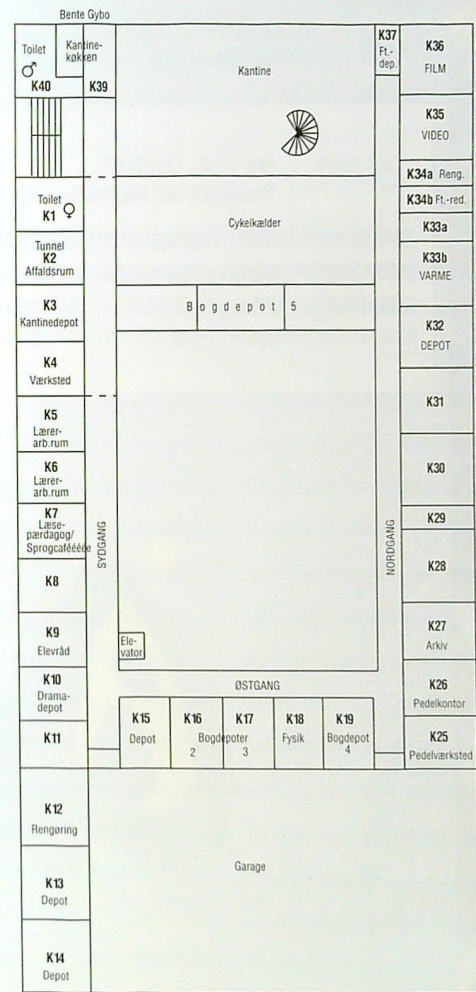 Bente Gybo
Toilet
♂
K40
Kantine-
køkken
K39
Kantine
K37
Ft.-
dep.
K36
FILM
K35
VIDEO
K34a Reng.
K34b Ft.-red.
K33a
K33b
VARME
K32
DEPOT
K31
K30
K29
K28
K27
Arkiv
K26
Pedelkontor
K25
Pedelværksted
Toilet ♀
K1
Tunnel
K2
Affaldsrum
K3
Kantinedepot
K4
Værksted
K5
Lærer-
arb.rum
K6
Lærer-
arb.rum
K7
Læse-
pærdagog/
Sprogcaféééée
K8
K9
Elevråd
K10
Drama-
depot
K11
K12
Rengøring
K13
Depot
K14
Depot
Cykelkælder
Bogdepot 5
SYDGANG
NORDGANG
Ele-
vator
ØSTGANG
K15
Depot
K16 K17
Bogdepoter
2 3
K18
Fysik
K19
Bogdepot
4
Garage